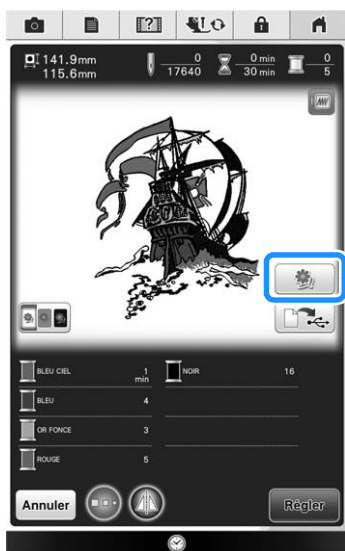 141.9mm
115.6mm
0
17640
0 min
30 min
0
5
BLEU CIEL 1 min
NOIR 16
BLEU 4
OR FONCE 3
ROUGE 5
Annuler
Régler